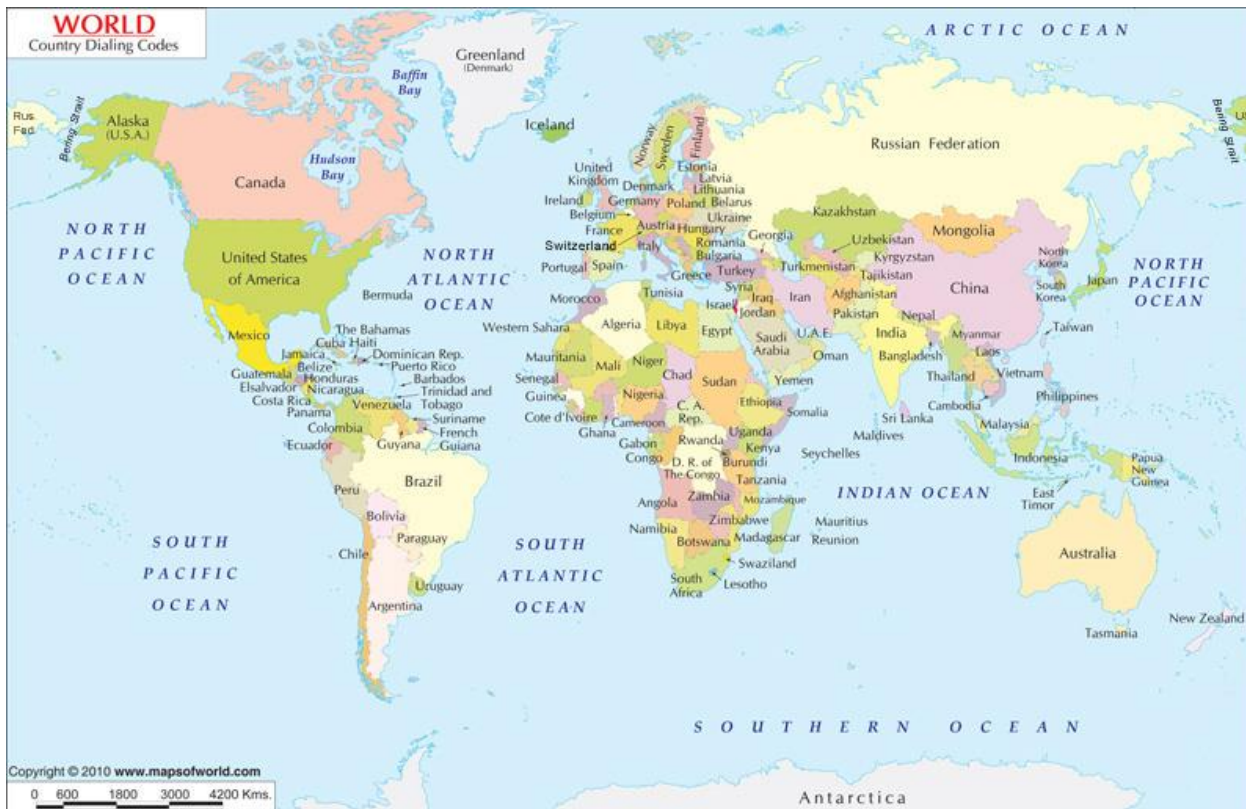 WORLD
Country Dialing Codes
ARCTIC OCEAN
Greenland
(Denmark)
Baffin
Bay
Rus.
Fed.
Bering Strait
Alaska
(U.S.A.)
Iceland
Norway
Sweden
Finland
Russian Federation
Bering Strait
US
Hudson
Bay
Canada
United
Kingdom
Estonia
Latvia
Denmark
Lithuania
Ireland
Germany
Poland
Belarus
Belgium
Ukraine
France
Austria
Hungary
Kazakhstan
Mongolia
NORTH
PACIFIC
OCEAN
United States
of America
NORTH
ATLANTIC
OCEAN
Switzerland
Italy
Romania
Bulgaria
Georgia
Uzbekistan
Kyrgyzstan
North
Korea
NORTH
PACIFIC
OCEAN
Portugal
Spain
Greece
Turkey
Turkmenistan
Tajikistan
China
South
Korea
Japan
Bermuda
Morocco
Tunisia
Syria
Israel
Iraq
Jordan
Iran
Afghanistan
Pakistan
Nepal
Mexico
The Bahamas
Western Sahara
Algeria
Libya
Egypt
Saudi
Arabia
U.A.E.
India
Myanmar
Taiwan
Cuba
Haiti
Jamaica
Dominican Rep.
Belize
Puerto Rico
Mauritania
Mali
Niger
Oman
Bangladesh
Laos
Guatemala
Honduras
Barbados
Senegal
Chad
Sudan
Yemen
Thailand
Vietnam
Elsalvador
Nicaragua
Trinidad and
Tobago
Guinea
Nigeria
Ethiopia
Philippines
Costa Rica
Venezuela
Panama
Suriname
Cote d'Ivoire
Cameroon
C. A.
Rep.
Somalia
Sri Lanka
Cambodia
Colombia
French
Guiana
Ghana
Uganda
Maldives
Malaysia
Ecuador
Guyana
Gabon
Congo
Rwanda
Kenya
Seychelles
Indonesia
Papua
New
Guinea
D. R. of
The Congo
Burundi
Tanzania
Peru
Brazil
Angola
Zambia
Mozambique
INDIAN OCEAN
East
Timor
Bolivia
Namibia
Zimbabwe
Mauritius
Paraguay
Botswana
Madagascar
Reunion
SOUTH
PACIFIC
OCEAN
Chile
SOUTH
ATLANTIC
OCEAN
Swaziland
Australia
Uruguay
South
Africa
Lesotho
Argentina
New Zealand
Tasmania
SOUTHERN OCEAN
Copyright © 2010 www.mapsofworld.com
0 600 1800 3000 4200 Kms.
Antarctica